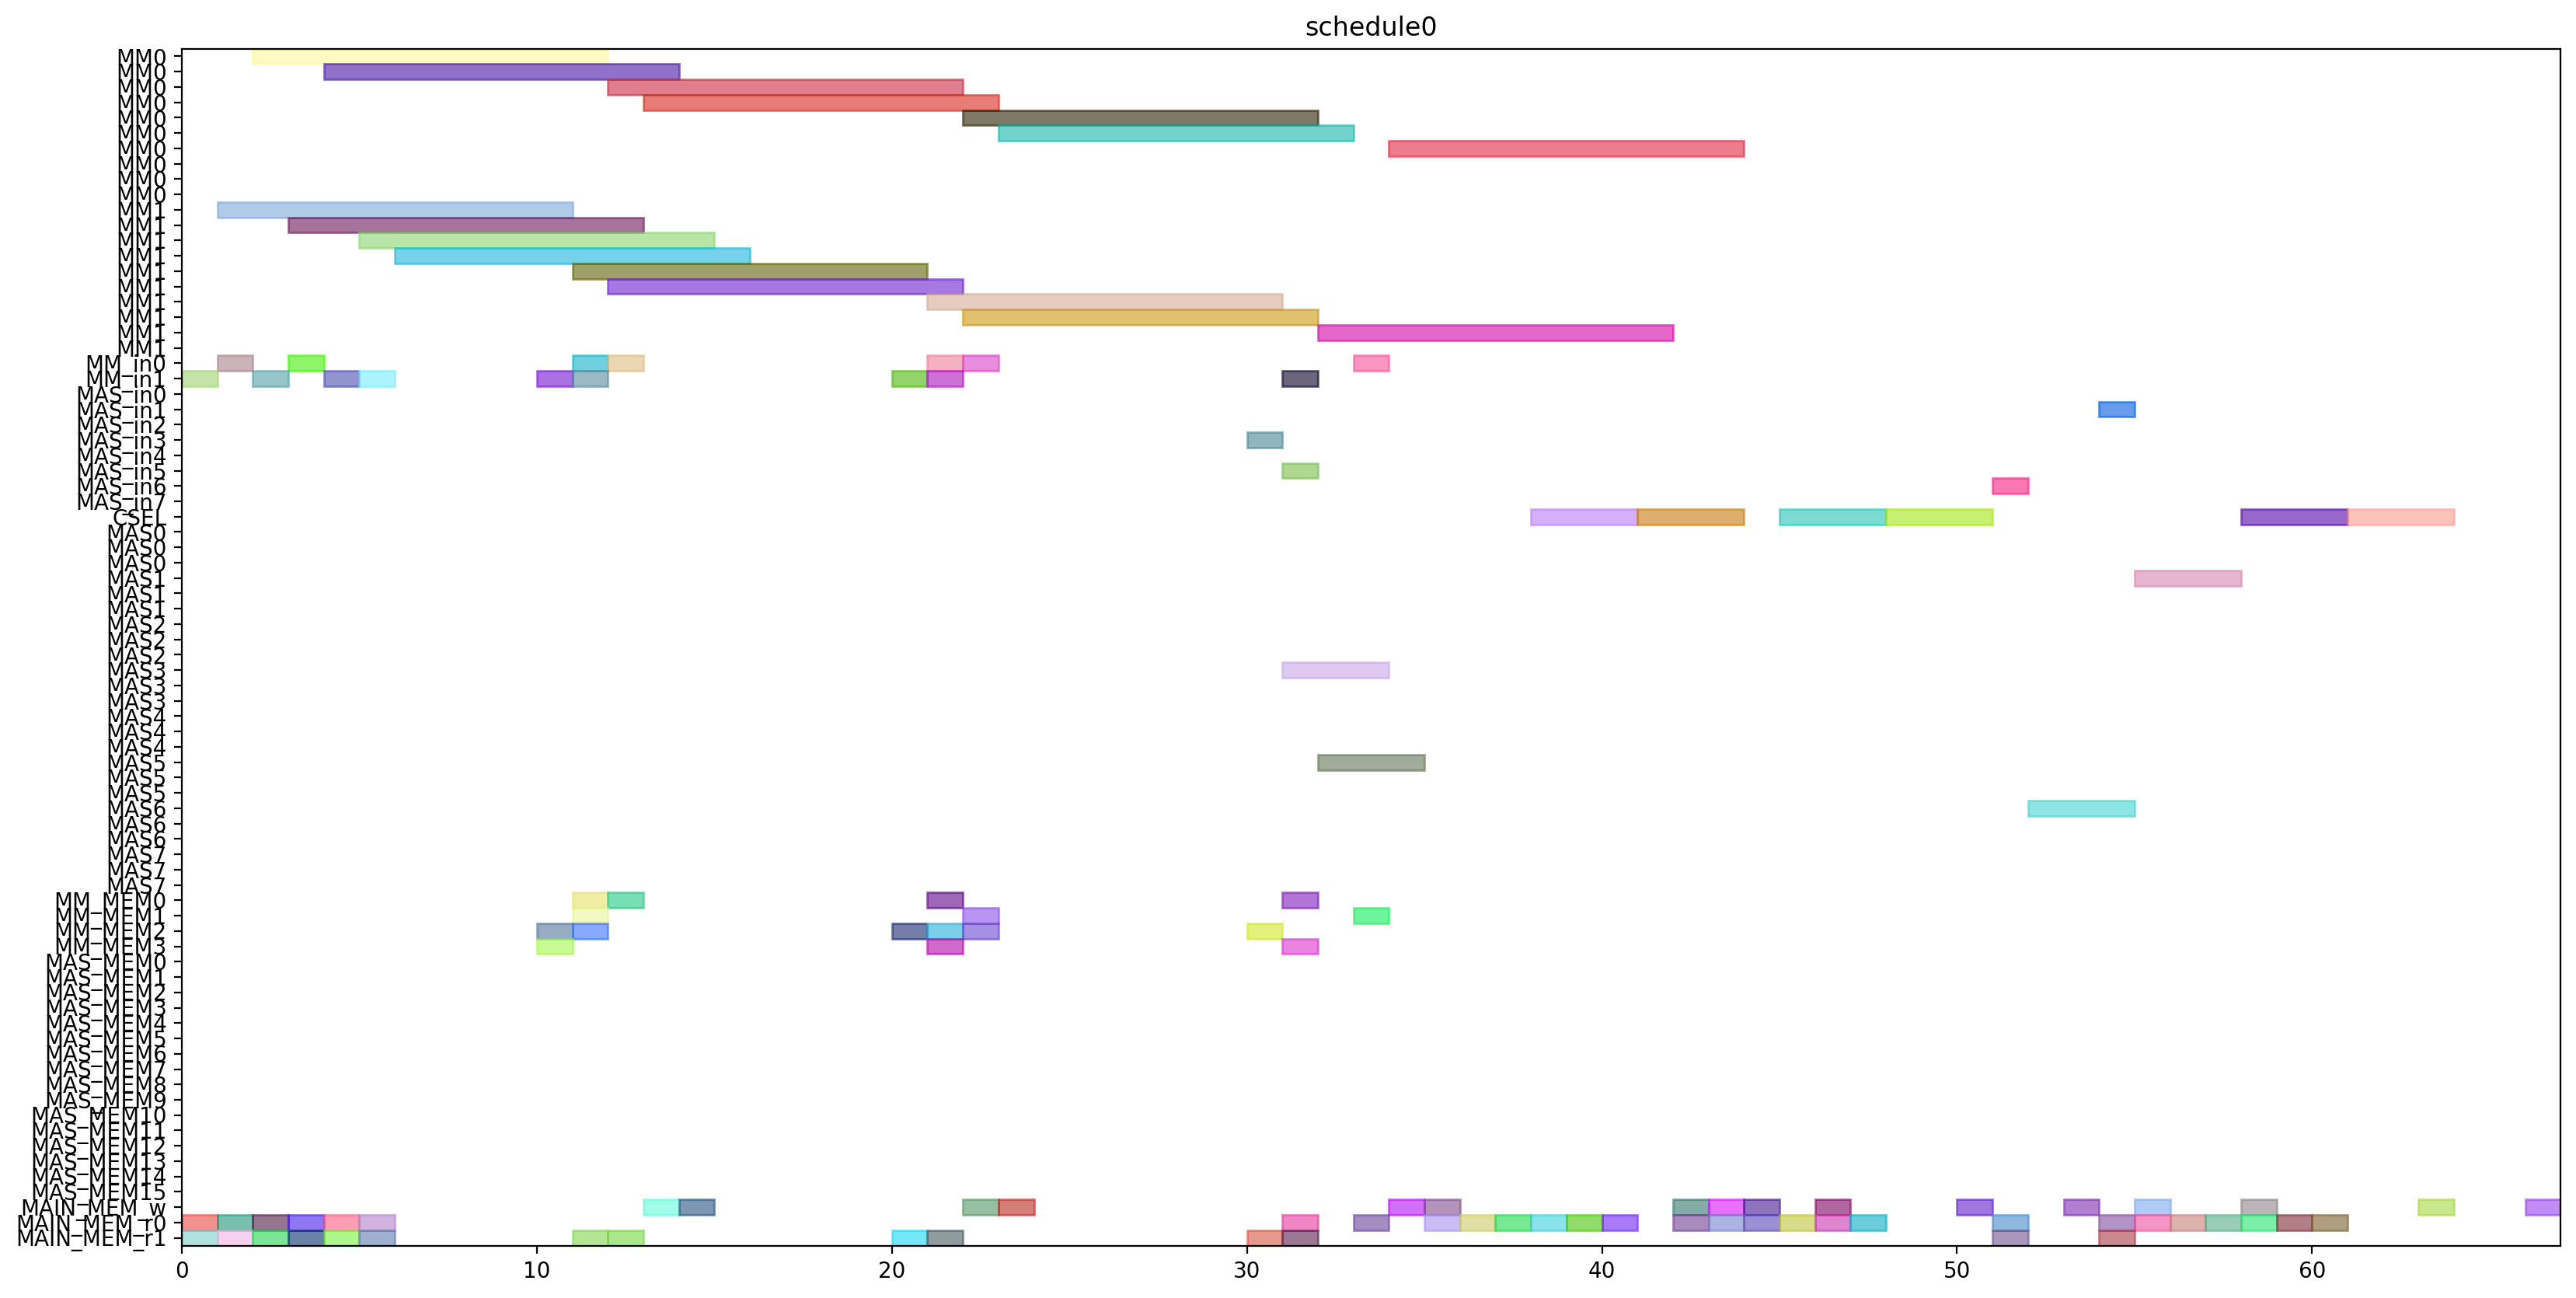 schedule0
MM0
MM0
MM0
MM0
MM0
MM0
MM0
MM0
MM0
MM0
MM1
MM1
MM1
MM1
MM1
MM1
MM1
MM1
MM1
MM1
MM_in0
MM_in1
MAS_in0
MAS_in1
MAS_in2
MAS_in3
MAS_in4
MAS_in5
MAS_in6
MAS_in7
CSEL
MAS0
MAS0
MAS0
MAS1
MAS1
MAS1
MAS2
MAS2
MAS2
MAS3
MAS3
MAS3
MAS4
MAS4
MAS4
MAS5
MAS5
MAS5
MAS6
MAS6
MAS6
MAS7
MAS7
MAS7
MM_MEM0
MM_MEM1
MM_MEM2
MM_MEM3
MAS_MEM0
MAS_MEM1
MAS_MEM2
MAS_MEM3
MAS_MEM4
MAS_MEM5
MAS_MEM6
MAS_MEM7
MAS_MEM8
MAS_MEM9
MAS_MEM10
MAS_MEM11
MAS_MEM12
MAS_MEM13
MAS_MEM14
MAS_MEM15
MAIN_MEM_w
MAIN_MEM_r0
MAIN_MEM_r1
0 10 20 30 40 50 60